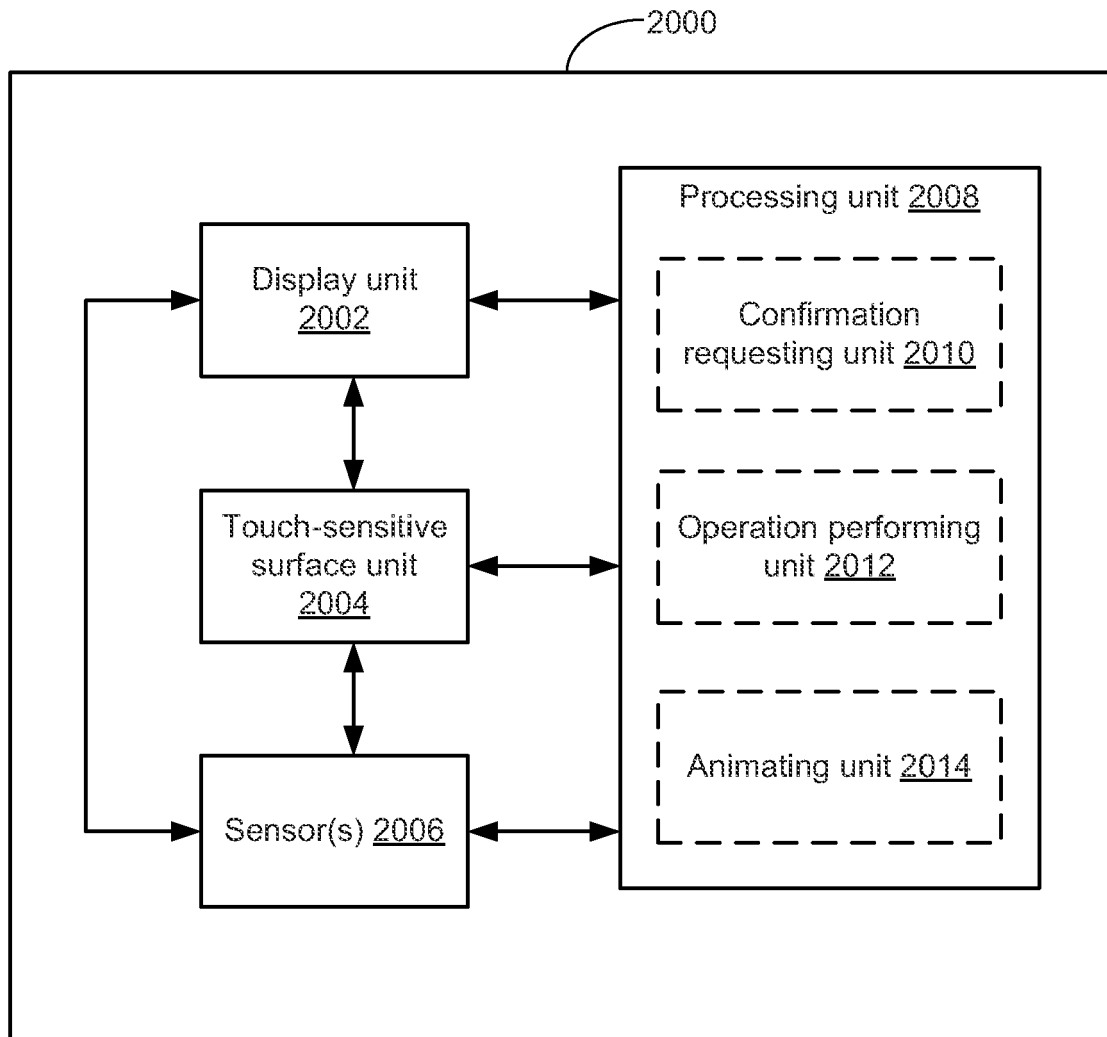 2000
Display unit
2002
Touch-sensitive
surface unit
2004
Sensor(s) 2006
Processing unit 2008
Confirmation
requesting unit 2010
Operation performing
unit 2012
Animating unit 2014